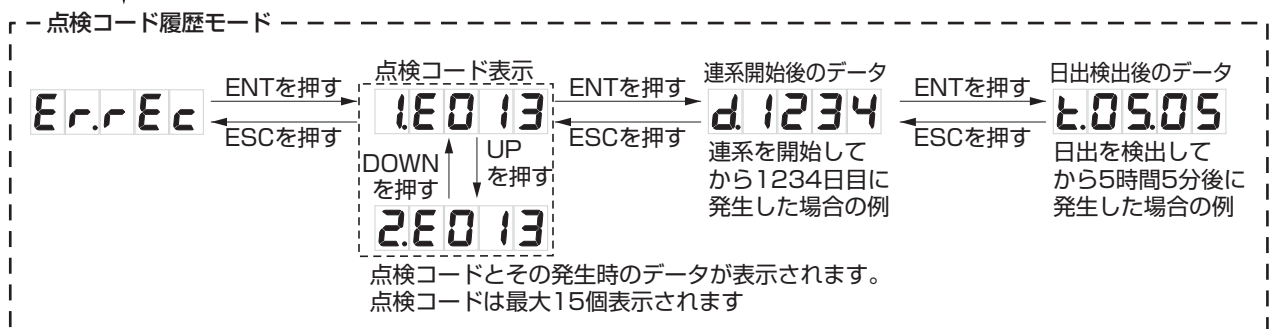 点検コード履歴モード
点検コード表示
連系開始後のデータ
日出検出後のデータ
Err.rEc
ENTを押す
ESCを押す
1.E013
ENTを押す
ESCを押す
d.1234
ENTを押す
ESCを押す
t.05.05
DOWN
を押す
UP
を押す
2.E013
連系を開始して
から1234日目に
発生した場合の例
日出を検出して
から5時間5分後に
発生した場合の例
点検コードとその発生時のデータが表示されます。
点検コードは最大15個表示されます